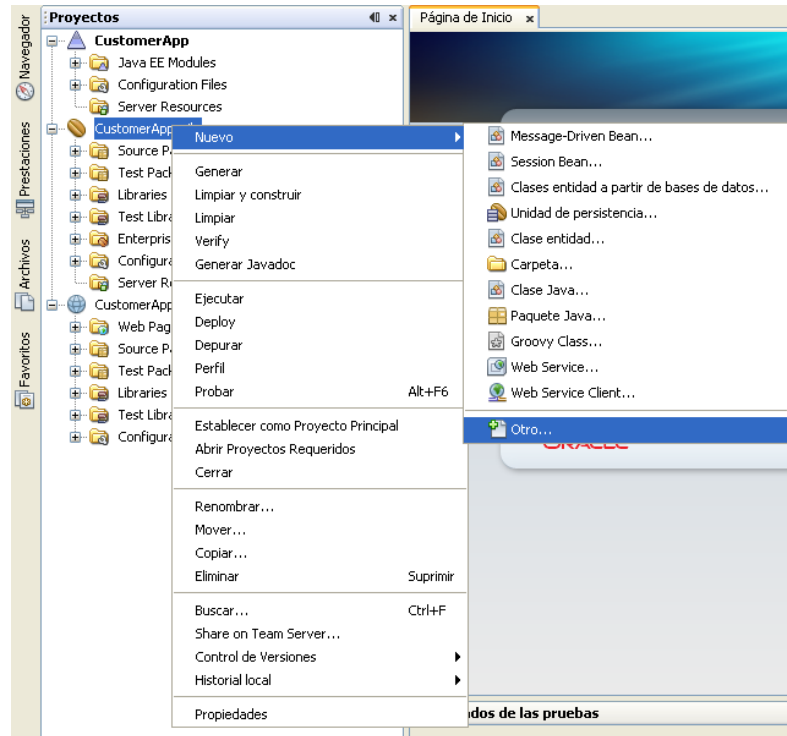 Proyectos
Página de Inicio
Navegador
Prestaciones
Archivos
Favoritos
CustomerApp
Java EE Modules
Configuration Files
Server Resources
CustomerApp
Source P
Test Pack
Libraries
Test Libra
Enterpris
Configura
Server R
CustomerApp
Web Pag
Source P
Test Pack
Libraries
Test Libra
Configura
Nuevo
Generar
Limpiar y construir
Limpiar
Verify
Generar Javadoc
Ejecutar
Deploy
Depurar
Perfil
Probar Alt+F6
Establecer como Proyecto Principal
Abrir Proyectos Requeridos
Cerrar
Renombrar...
Mover...
Copiar...
Eliminar Suprimir
Buscar... Ctrl+F
Share on Team Server...
Control de Versiones
Historial local
Propiedades
Message-Driven Bean...
Session Bean...
Clases entidad a partir de bases de datos...
Unidad de persistencia...
Clase entidad...
Carpeta...
Clase Java...
Paquete Java...
Groovy Class...
Web Service...
Web Service Client...
Otro...
dos de las pruebas